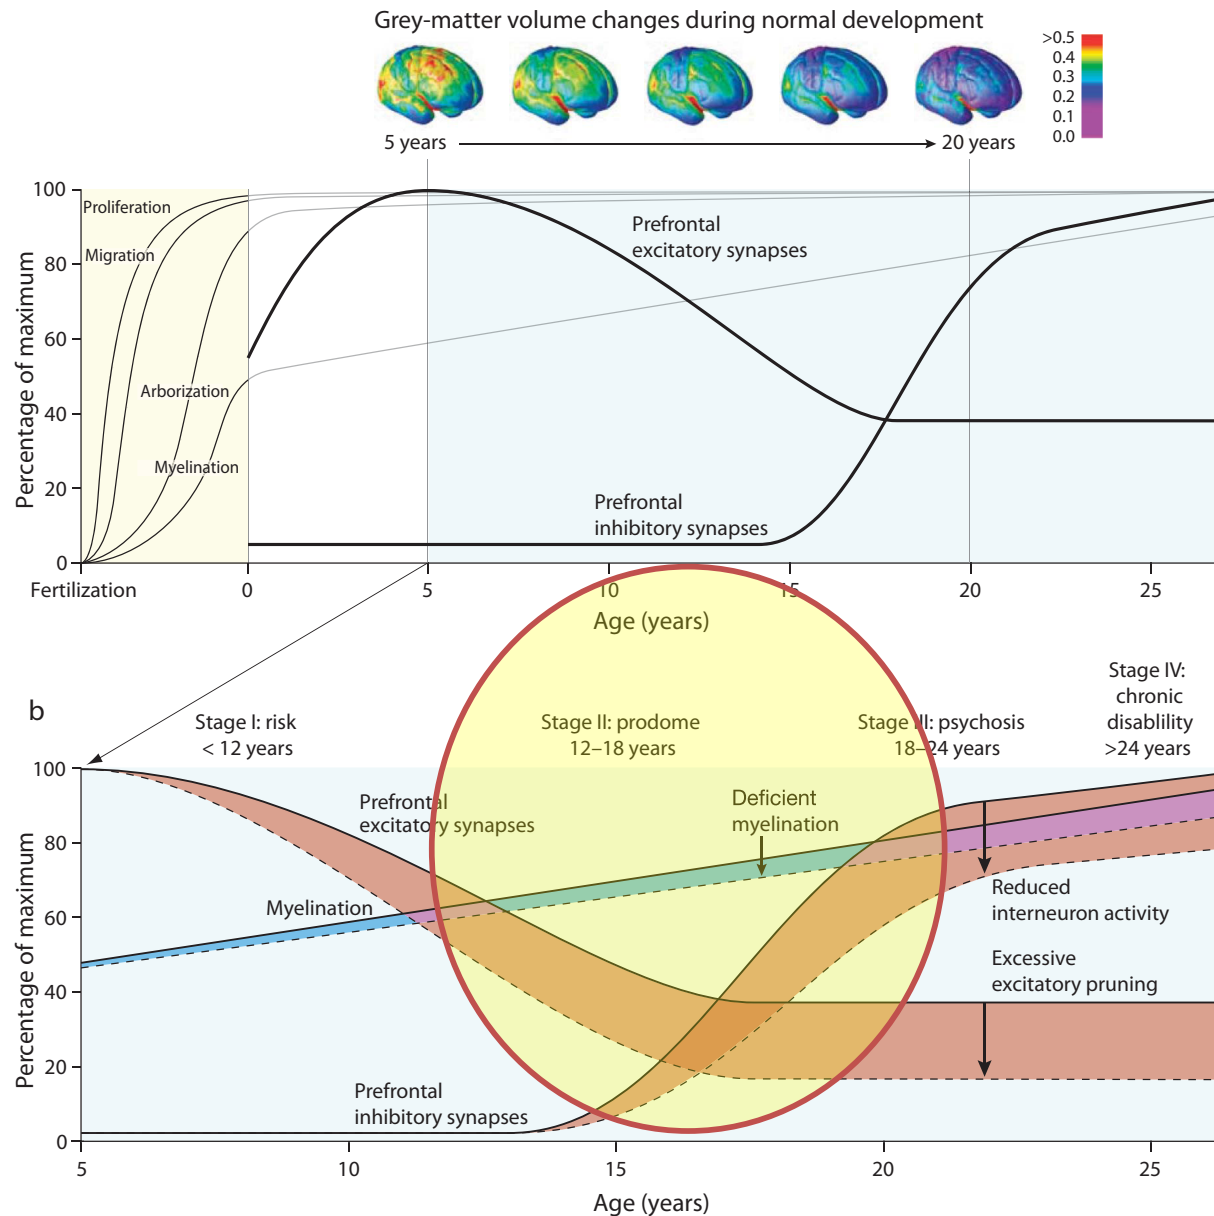 Grey-matter volume changes during normal development
>0.5
0.4
0.3
0.2
0.1
0.0
5 years
20 years
100
80
60
40
20
0
Percentage of maximum
Proliferation
Migration
Arborization
Myelination
Prefrontal
excitatory synapses
Prefrontal
inhibitory synapses
Fertilization
0
5
10
15
20
25
Age (years)
b
Stage I: risk
< 12 years
Stage II: prodome
12–18 years
Stage III: psychosis
18–24 years
Stage IV:
chronic
disablility
>24 years
100
80
60
40
20
0
Percentage of maximum
Prefrontal
excitatory synapses
Deficient
myelination
Myelination
Reduced
interneuron activity
Excessive
excitatory pruning
Prefrontal
inhibitory synapses
5
10
15
20
25
Age (years)